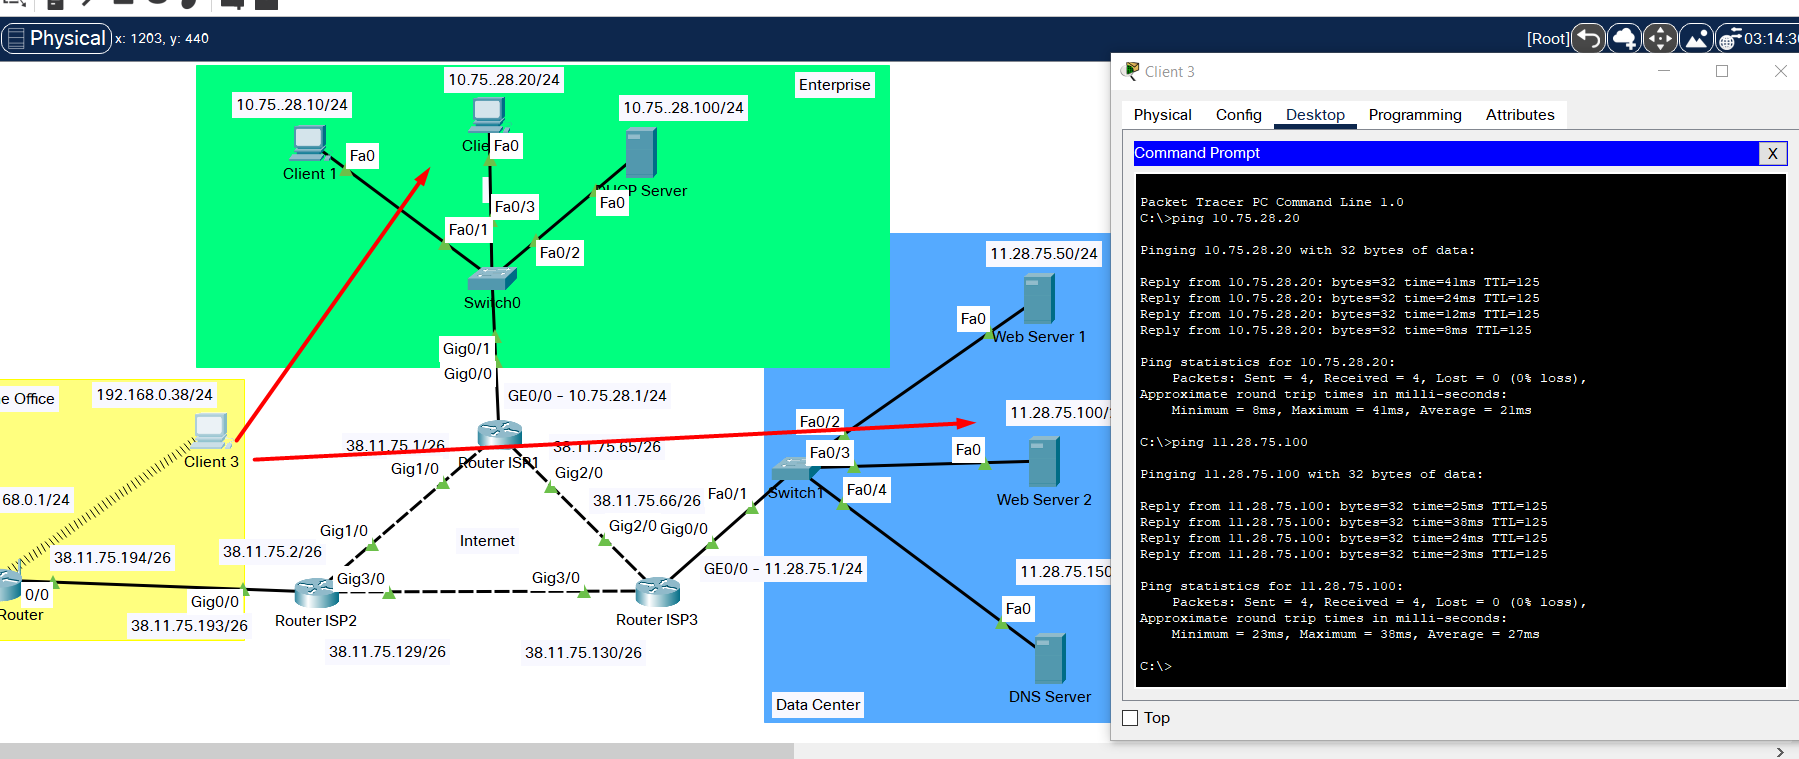 Physical
x: 1203, y: 440
[Root]
03:14:3
10.75..28.20/24
Enterprise
10.75..28.10/24
10.75..28.100/24
Fa0
Clie
Fa0
Client 1
DHCP Server
Fa0
Fa0/3
Fa0/1
Fa0/2
Switch0
Gig0/1
Gig0/0
GE0/0 - 10.75.28.1/24
11.28.75.50/24
Fa0
Web Server 1
e Office
192.168.0.38/24
Client 3
68.0.1/24
38.11.75.1/26
38.11.75.65/26
Router ISP1
Gig1/0
Gig2/0
38.11.75.66/26
Fa0/1
Gig2/0
Gig0/0
Gig1/0
Internet
38.11.75.2/26
38.11.75.194/26
0/0
Router
Gig0/0
38.11.75.193/26
Gig3/0
Gig3/0
Router ISP2
Router ISP3
38.11.75.129/26
38.11.75.130/26
GE0/0 - 11.28.75.1/24
11.28.75.100/
Fa0/2
Fa0/3
Fa0
Switch1
Fa0/4
Web Server 2
11.28.75.150
Fa0
DNS Server
Data Center
Client 3
Physical
Config
Desktop
Programming
Attributes
Command Prompt
X
Packet Tracer PC Command Line 1.0
C:\>ping 10.75.28.20
Pinging 10.75.28.20 with 32 bytes of data:
Reply from 10.75.28.20: bytes=32 time=41ms TTL=125
Reply from 10.75.28.20: bytes=32 time=24ms TTL=125
Reply from 10.75.28.20: bytes=32 time=12ms TTL=125
Reply from 10.75.28.20: bytes=32 time=8ms TTL=125
Ping statistics for 10.75.28.20:
Packets: Sent = 4, Received = 4, Lost = 0 (0% loss),
Approximate round trip times in milli-seconds:
Minimum = 8ms, Maximum = 41ms, Average = 21ms
C:\>ping 11.28.75.100
Pinging 11.28.75.100 with 32 bytes of data:
Reply from 11.28.75.100: bytes=32 time=25ms TTL=125
Reply from 11.28.75.100: bytes=32 time=38ms TTL=125
Reply from 11.28.75.100: bytes=32 time=24ms TTL=125
Reply from 11.28.75.100: bytes=32 time=23ms TTL=125
Ping statistics for 11.28.75.100:
Packets: Sent = 4, Received = 4, Lost = 0 (0% loss),
Approximate round trip times in milli-seconds:
Minimum = 23ms, Maximum = 38ms, Average = 27ms
C:\>
Top